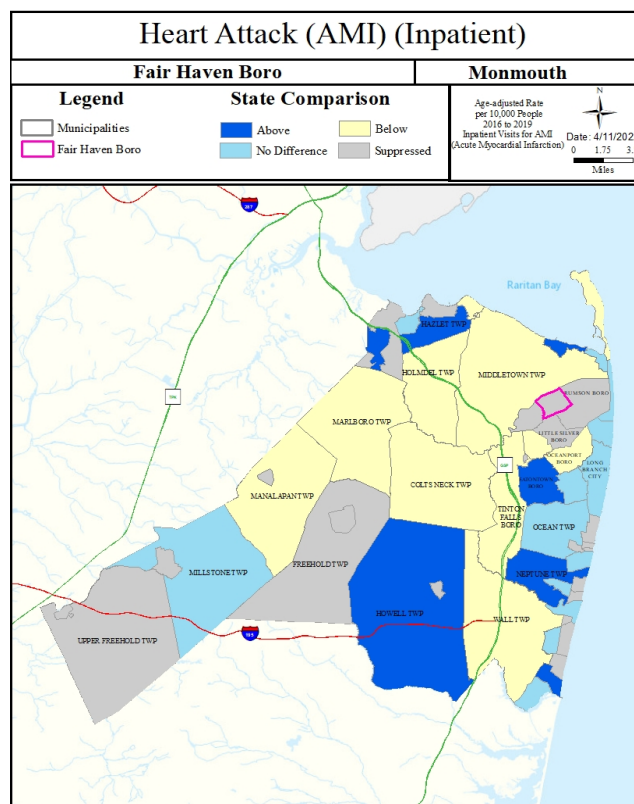 Heart Attack (AMI) (Inpatient)
Fair Haven Boro
Monmouth
Legend
Municipalities
Fair Haven Boro
State Comparison
Above
Below
No Difference
Suppressed
Age-adjusted Rate
per 10,000 People
2016 to 2019
Inpatient Visits for AMI
(Acute Myocardial Infarction)
N
Date: 4/11/202
0 1.75 3.
Miles
Raritan Bay
HAZLET TWP
HOLMDEL TWP
MIDDLETOWN TWP
RUMSON BORO
MARLBORO TWP
LITTLE SILVER
BORO
OCEANPORT
BORO
LONG
BRANCH
CITY
COLTS NECK TWP
MANALAPAN TWP
TINTON
FALLS
BORO
OCEAN TWP
FREEHOLD TWP
MILLSTONE TWP
NEPTUNE TWP
HOWELL TWP
WALL TWP
UPPER FREEHOLD TWP
195